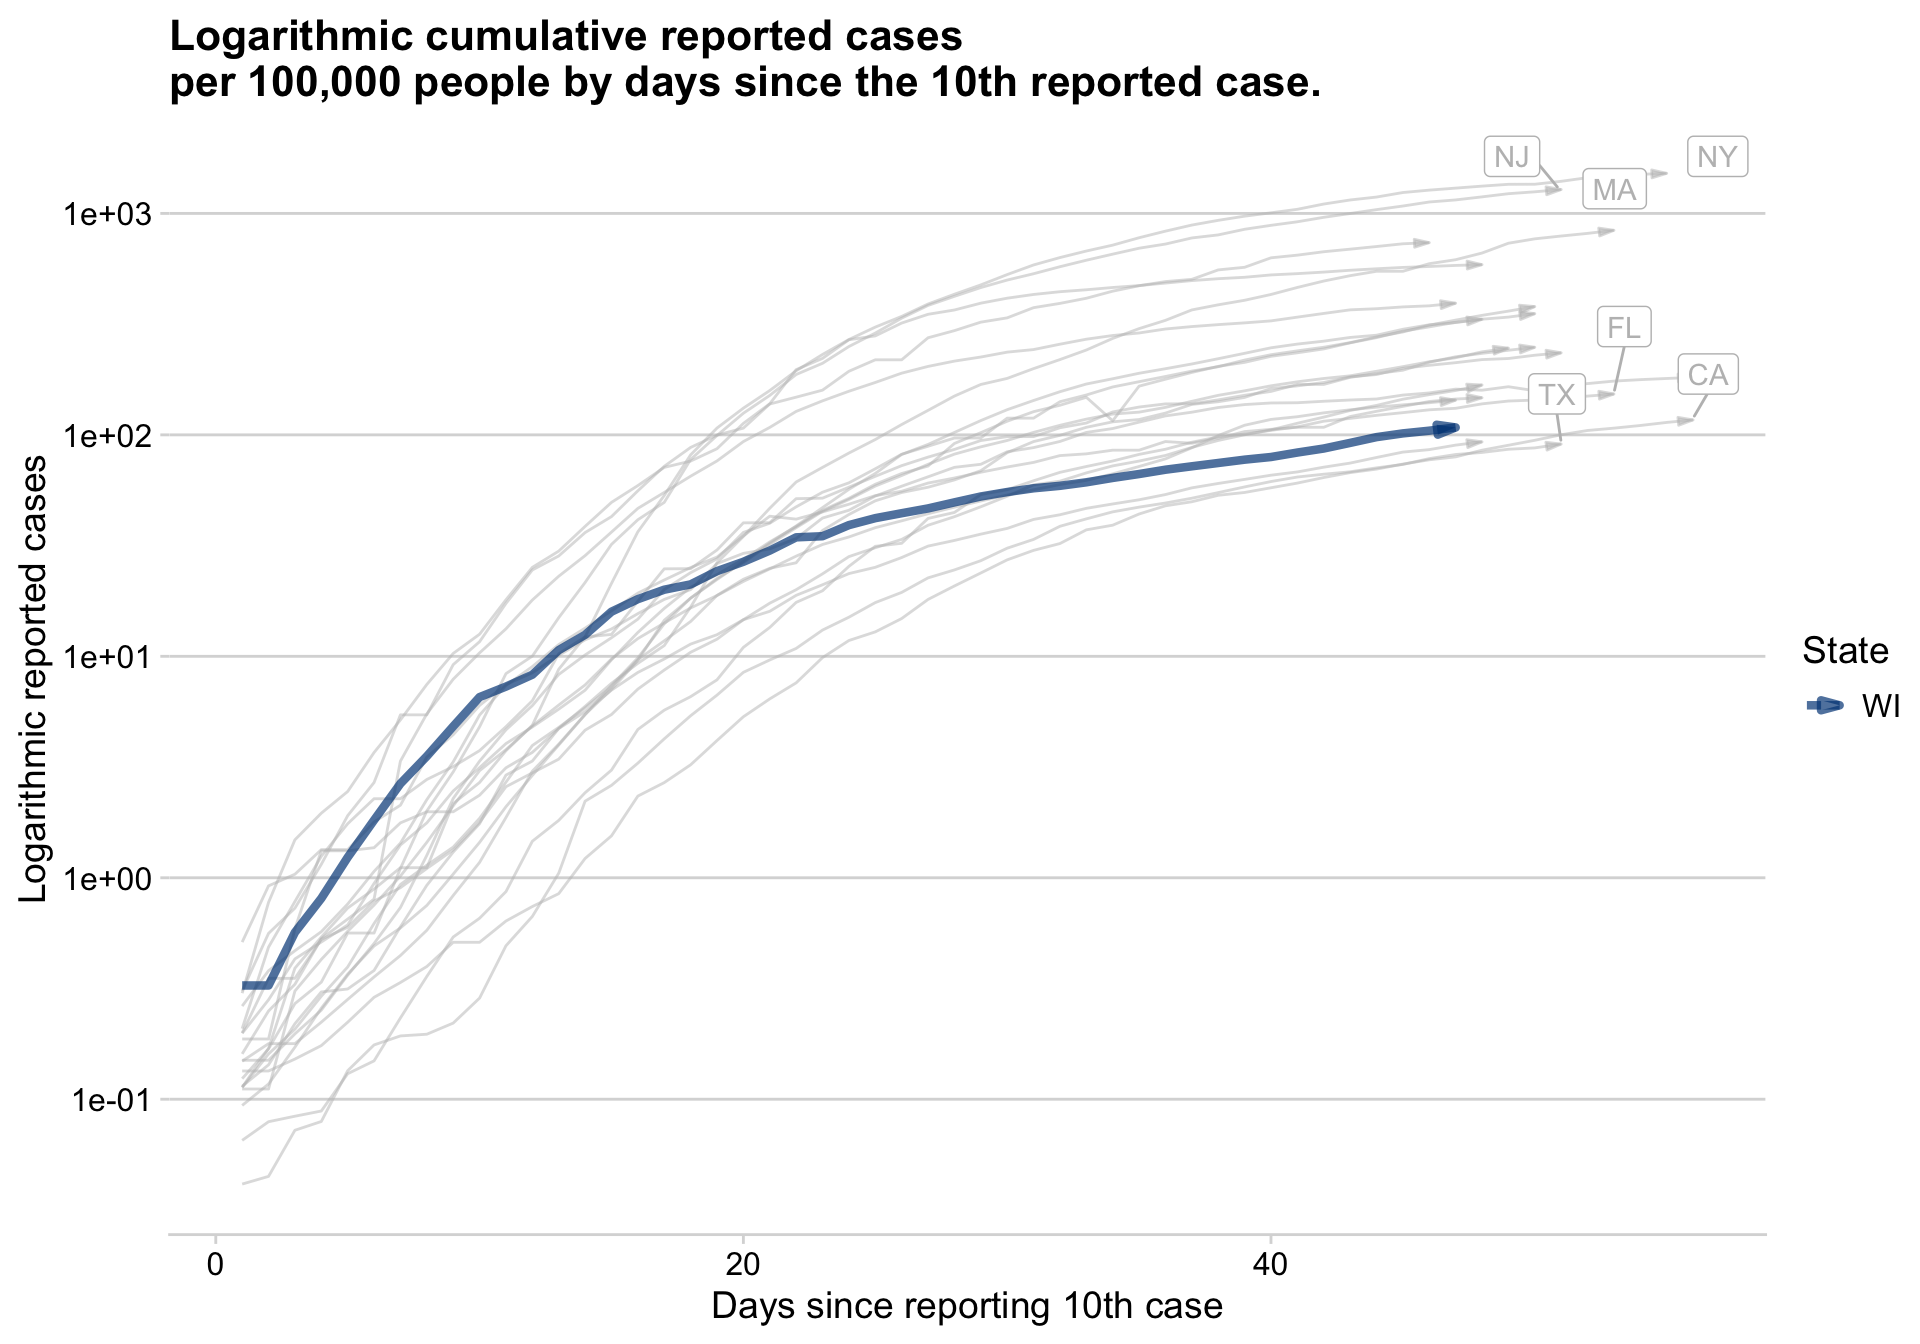 Logarithmic cumulative reported cases
per 100,000 people by days since the 10th reported case.
NJ
NY
MA
1e+03
FL
CA
TX
1e+02
Logarithmic reported cases
1e+01
State
WI
1e+00
1e-01
0
20
40
Days since reporting 10th case